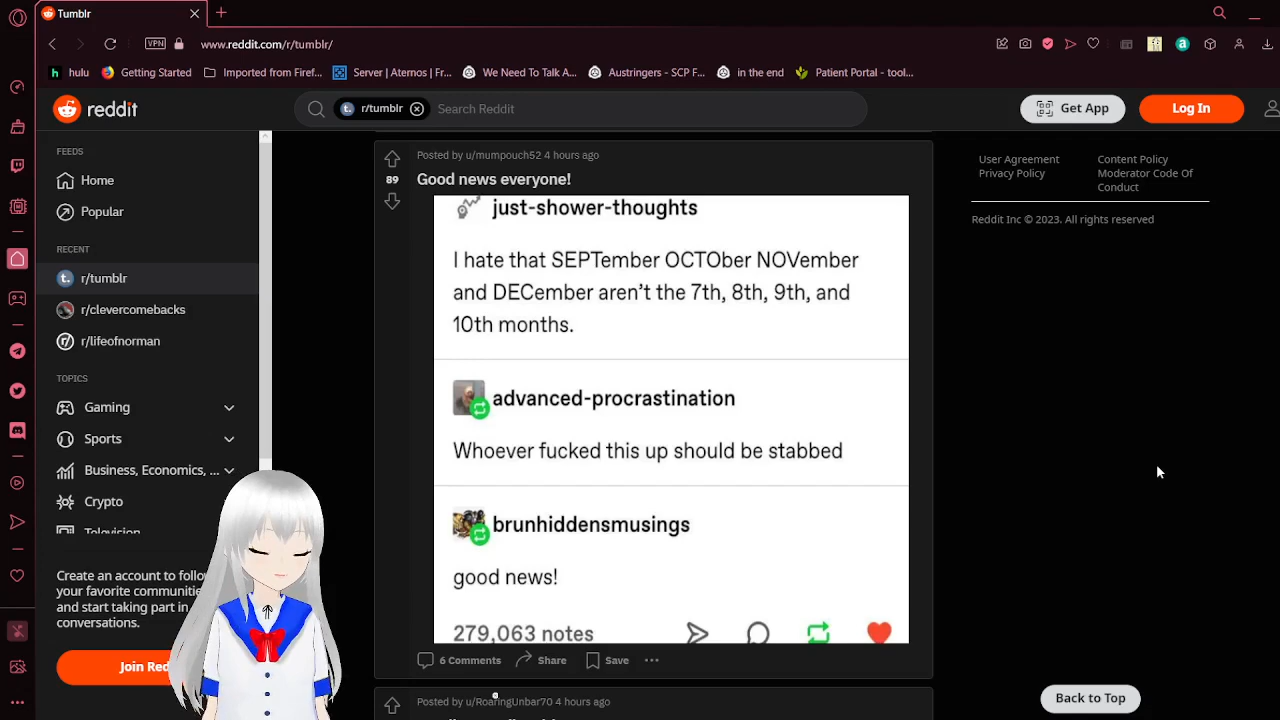 Tumblr
VPN
www.reddit.com/r/tumblr/
hulu
Getting Started
Imported from Firef...
Server | Aternos | Fr...
We Need To Talk A...
Austringers - SCP F...
in the end
Patient Portal - tool...
reddit
r/tumblr
Search Reddit
Get App
Log In
FEEDS
Home
Popular
RECENT
r/tumblr
r/clevercomebacks
r/lifeofnorman
TOPICS
Gaming
Sports
Business, Economics, ...
Crypto
Television
Create an account to follo
your favorite communities
and start taking part in
conversations.
Join Red
Posted by u/mumpouch52 4 hours ago
89
Good news everyone!
just-shower-thoughts
I hate that SEPTember OCTOber NOVember
and DECember aren't the 7th, 8th, 9th, and
10th months.
advanced-procrastination
Whoever fucked this up should be stabbed
brunhiddensmusings
good news!
279,063 notes
6 Comments
Share
Save
Posted by u/RoaringUnbar70 4 hours ago
User Agreement
Privacy Policy
Content Policy
Moderator Code Of
Conduct
Reddit Inc © 2023. All rights reserved
Back to Top